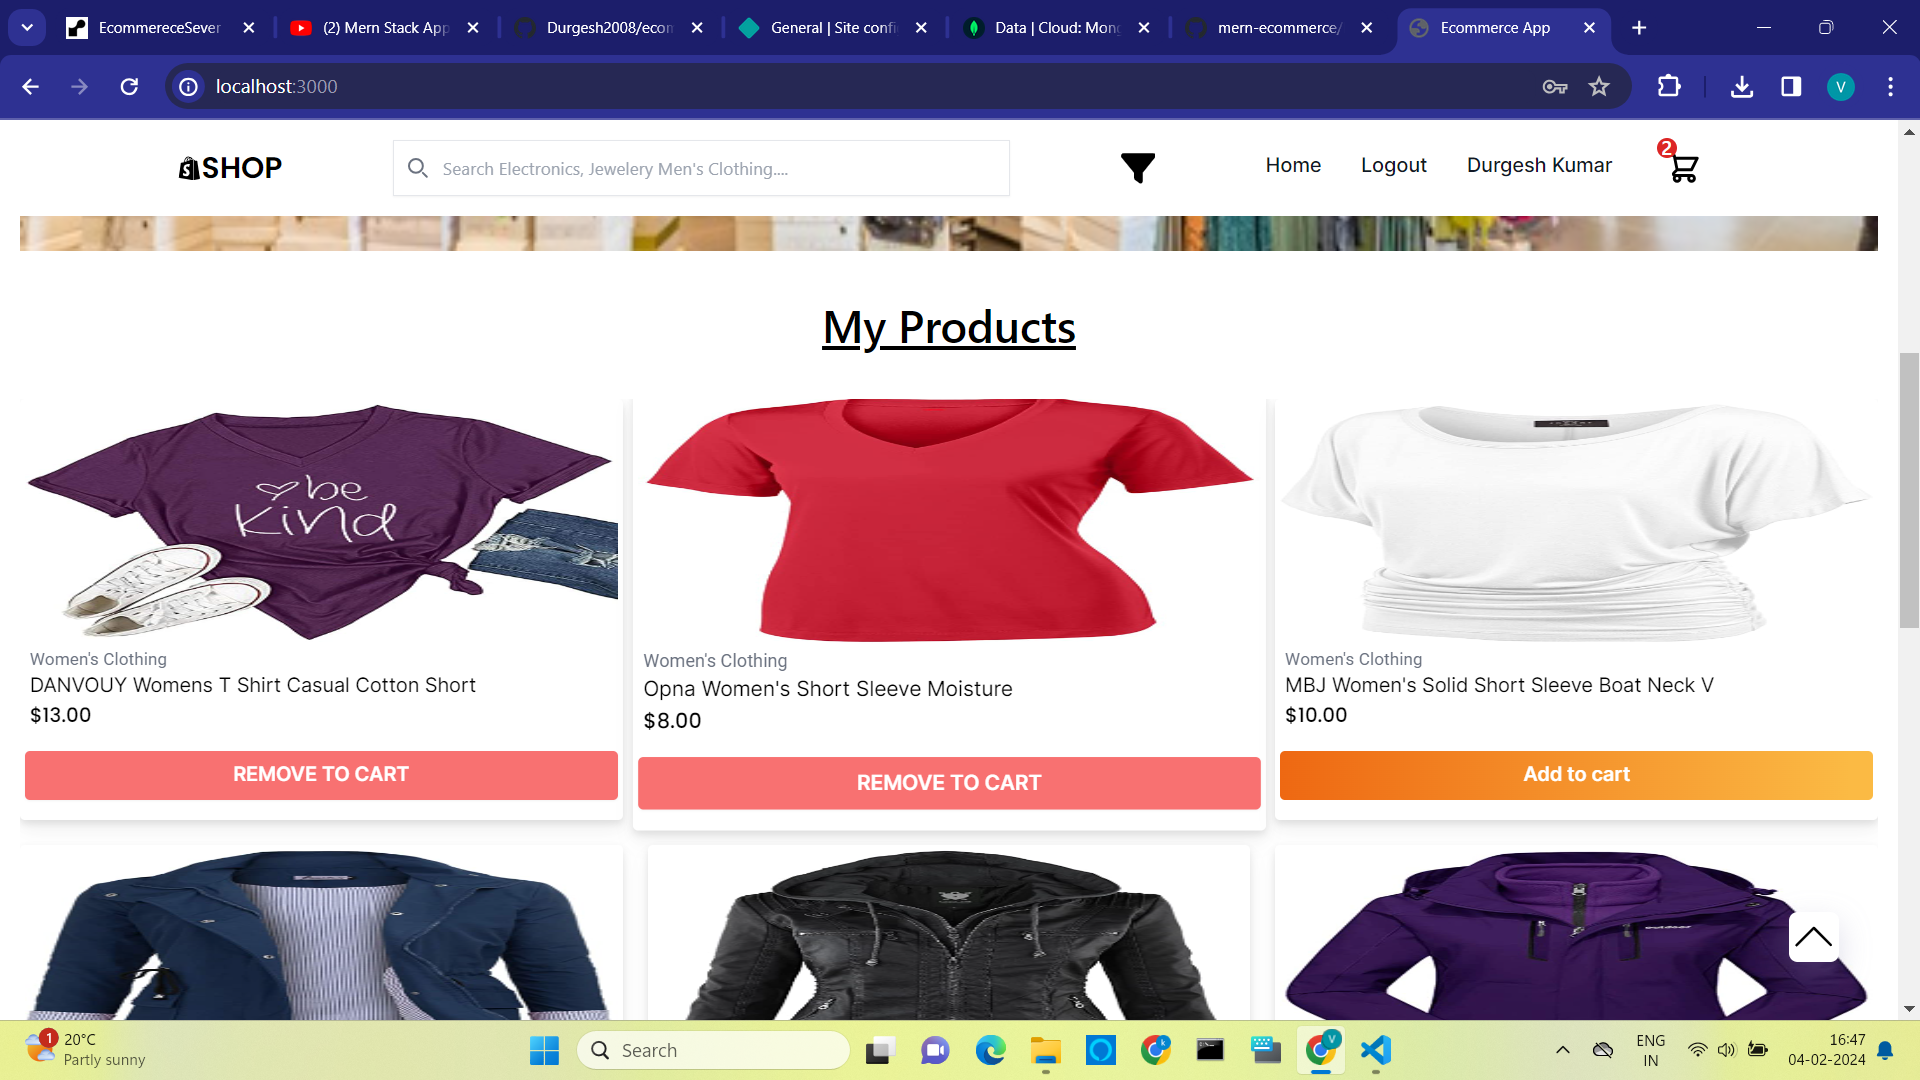 EcommereceSever
(2) Mern Stack App
Durgesh2008/econ
General | Site confi
Data | Cloud: Mong
mern-ecommerce/
Ecommerce App
localhost:3000
V
SHOP
Search Electronics, Jewelery Men's Clothing....
Home
Logout
Durgesh Kumar
2
My Products
be
kind
Women's Clothing
DANVOUY Womens T Shirt Casual Cotton Short
$13.00
REMOVE TO CART
Women's Clothing
Opna Women's Short Sleeve Moisture
$8.00
REMOVE TO CART
Women's Clothing
MBJ Women's Solid Short Sleeve Boat Neck V
$10.00
Add to cart
1
20°C
Partly sunny
Search
k
V
ENG
IN
16:47
04-02-2024